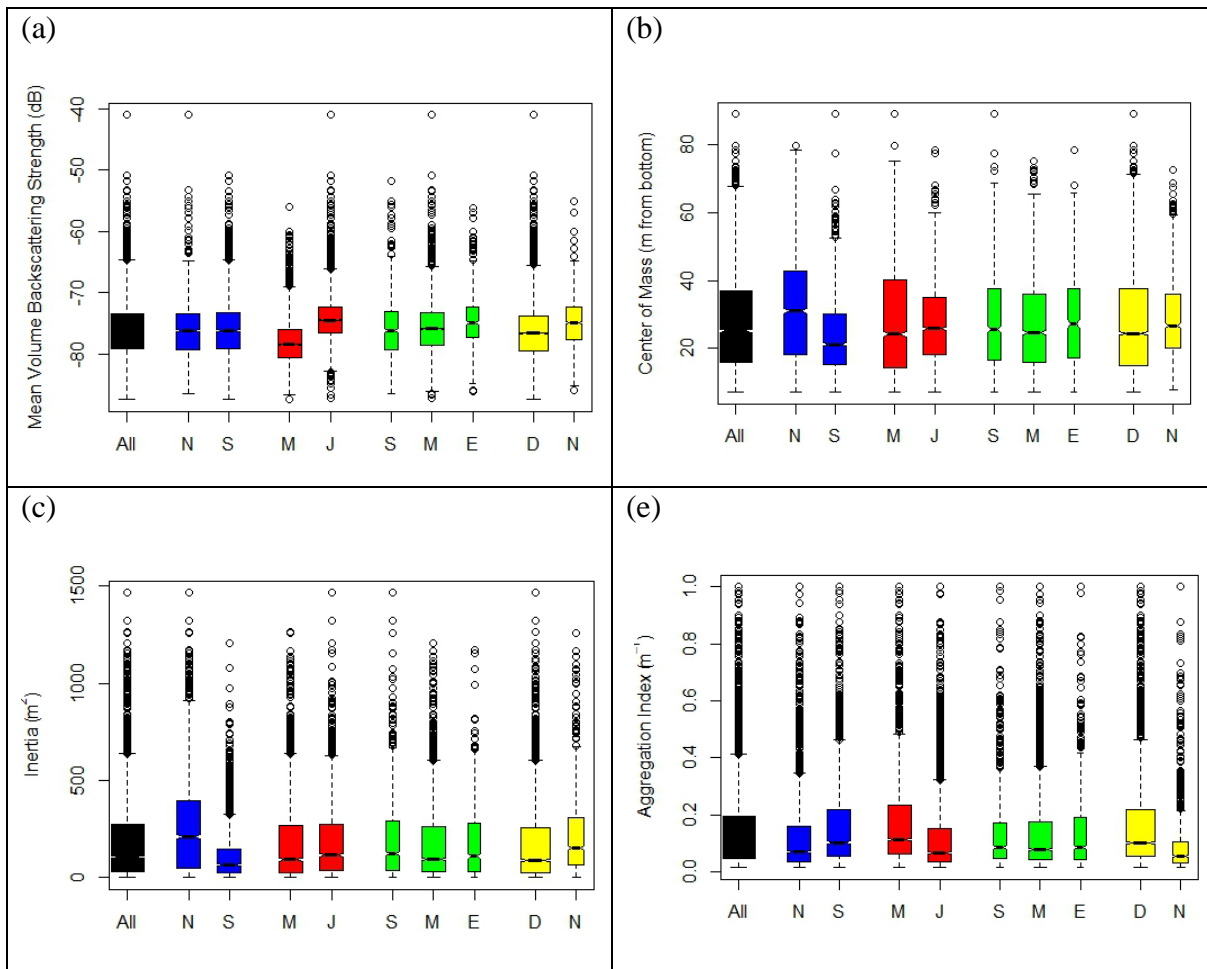 (a)
Mean Volume Backscattering Strength (dB)
-40
-50
-60
-70
-80
All N S M J S M E D N
(b)
Center of Mass (m from bottom)
80
60
40
20
All N S M J S M E D N
(c)
Inertia (m²)
1500
1000
500
0
All N S M J S M E D N
(e)
Aggregation Index (m⁻¹)
1.0
0.8
0.6
0.4
0.2
0.0
All N S M J S M E D N